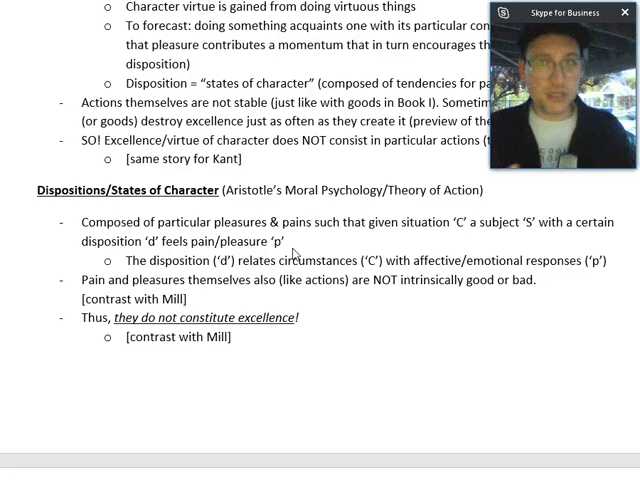 o Character virtue is gained from doing virtuous things
Skype for Business
o To forecast: doing something acquaints one with its particular con
that pleasure contributes a momentum that in turn encourages th
disposition)
o Disposition = “states of character” (composed of tendencies for pa
- Actions themselves are not stable (just like with goods in Book I). Sometim
(or goods) destroy excellence just as often as they create it (preview of the
- SO! Excellence/virtue of character does NOT consist in particular actions (t
o [same story for Kant]
Dispositions/States of Character (Aristotle’s Moral Psychology/Theory of Action)
- Composed of particular pleasures & pains such that given situation ‘C’ a subject ‘S’ with a certain
disposition ‘d’ feels pain/pleasure ‘p’
o The disposition (‘d’) relates circumstances (‘C’) with affective/emotional responses (‘p’)
- Pain and pleasures themselves also (like actions) are NOT intrinsically good or bad.
[contrast with Mill]
- Thus, they do not constitute excellence!
o [contrast with Mill]